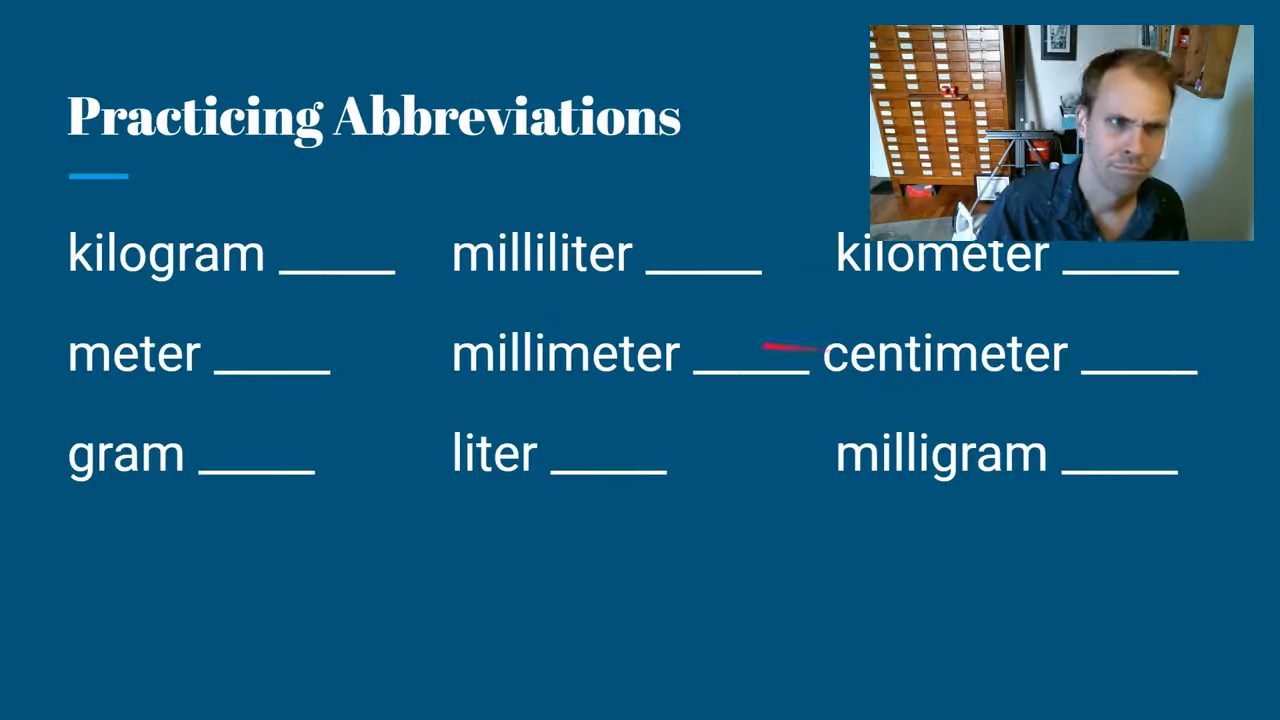 Practicing Abbreviations
kilogram _____ milliliter _____ kilometer _____
meter _____ millimeter _____ centimeter _____
gram _____ liter _____ milligram _____